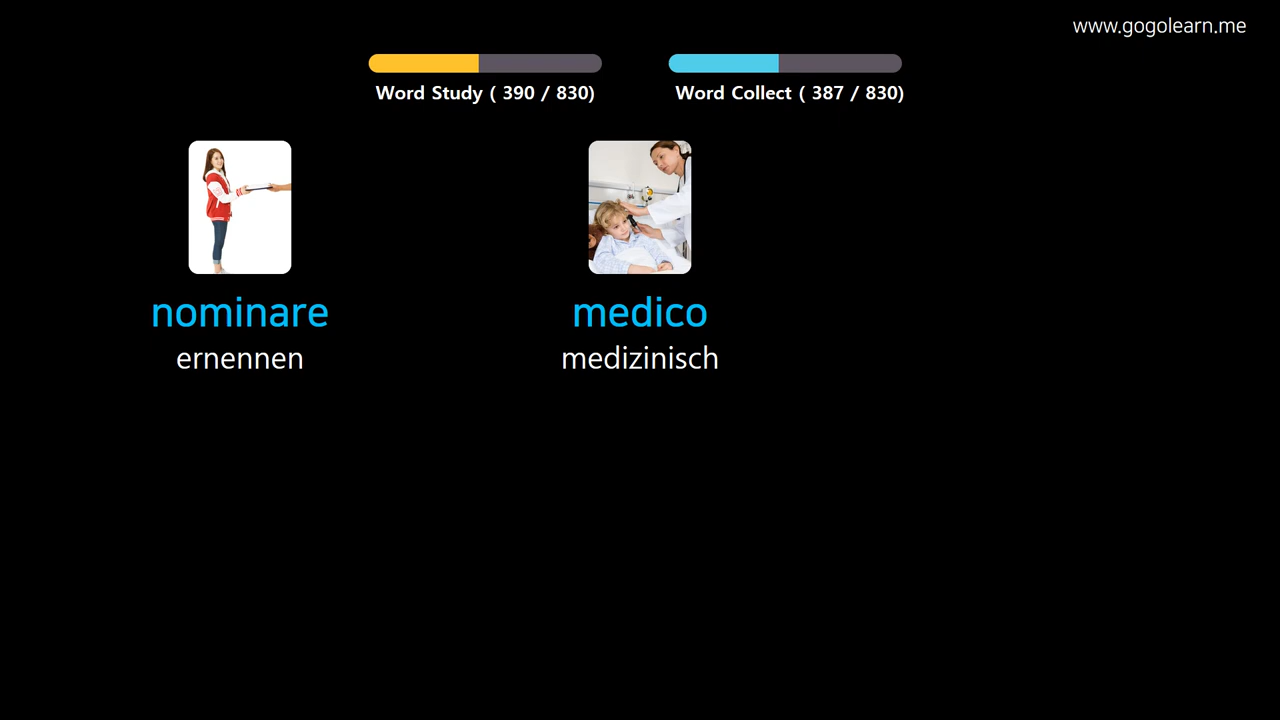 www.gogolearn.me
Word Study ( 390 / 830)
Word Collect ( 387 / 830)
nominare
ernennen
medico
medizinisch